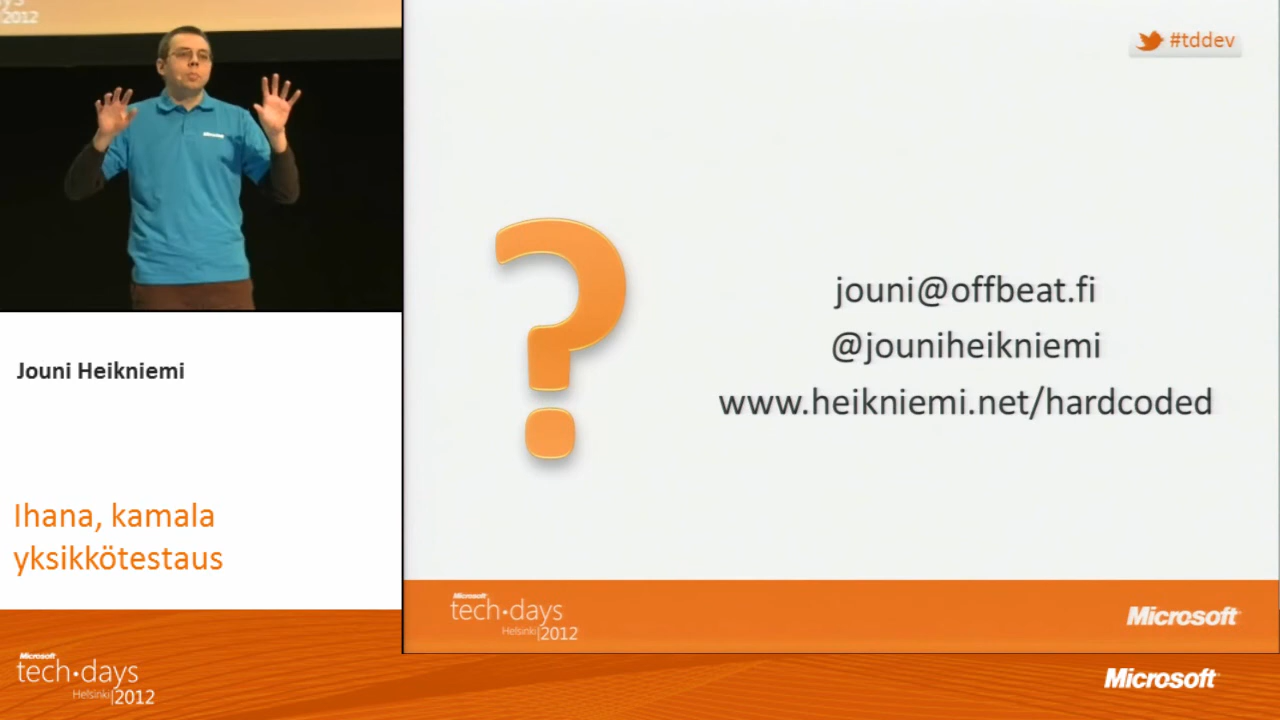 2012
Microsoft
#tddev
jouni@offbeat.fi
@jouniheikniemi
www.heikniemi.net/hardcoded
Jouni Heikniemi
Ihana, kamala
yksikkötestaus
Microsoft
tech·days
Helsinki|2012
Microsoft
Microsoft
tech·days
Helsinki|2012
Microsoft